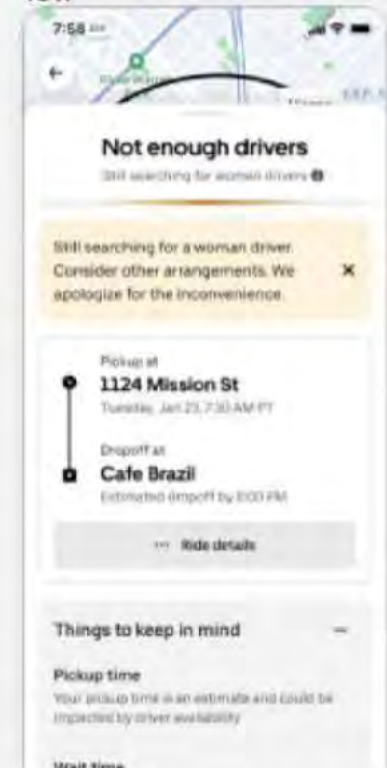 7:58
Not enough drivers
Still searching for women drivers
Still searching for a woman driver.
Consider other arrangements. We
apologize for the inconvenience.
Pickup at
1124 Mission St
Tuesday, Jan 23, 7:30 AM PT
Dropoff at
Cafe Brazil
Estimated dropoff by 8:00 PM
Ride details
Things to keep in mind
Pickup time
Your pickup time is an estimate and could be
impacted by driver availability
Wait time